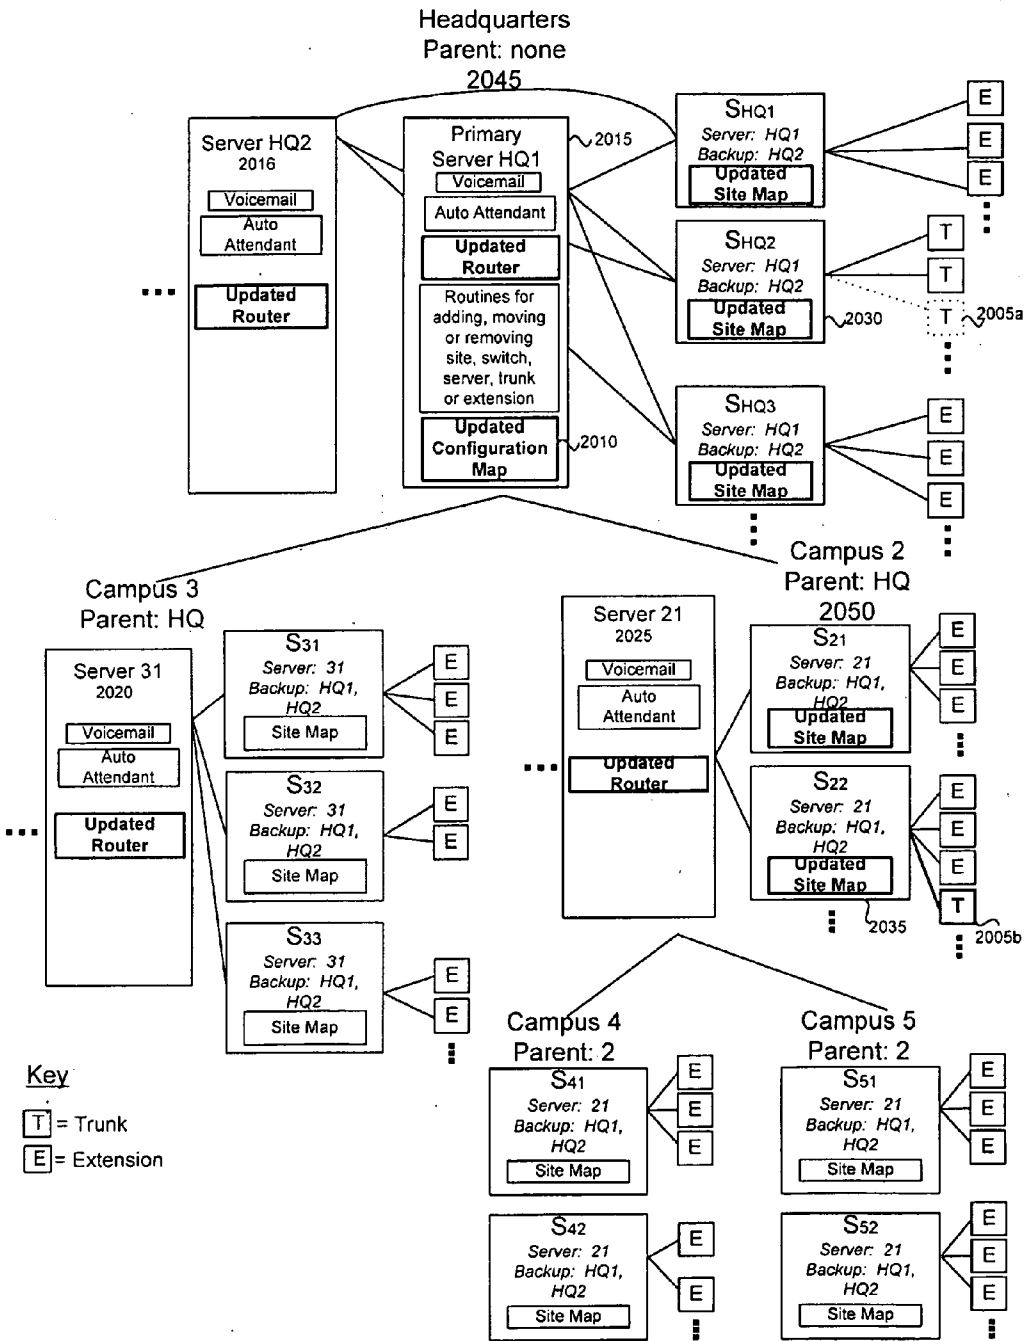 Headquarters
Parent: none
2045
Server HQ2
2016
Voicemail
Auto
Attendant
Updated
Router
Primary
Server HQ1
2015
Voicemail
Auto Attendant
Updated
Router
Routines for
adding, moving
or removing
site, switch,
server, trunk
or extension
Updated
Configuration
Map
2010
SHQ1
Server: HQ1
Backup: HQ2
Updated
Site Map
E
E
E
SHQ2
Server: HQ1
Backup: HQ2
Updated
Site Map
2030
T
T
T
2005a
SHQ3
Server: HQ1
Backup: HQ2
Updated
Site Map
E
E
E
Campus 3
Parent: HQ
Server 31
2020
Voicemail
Auto
Attendant
Updated
Router
S31
Server: 31
Backup: HQ1,
HQ2
Site Map
E
E
E
S32
Server: 31
Backup: HQ1,
HQ2
Site Map
E
E
S33
Server: 31
Backup: HQ1,
HQ2
Site Map
E
E
Campus 2
Parent: HQ
2050
Server 21
2025
Voicemail
Auto
Attendant
Updated
Router
S21
Server: 21
Backup: HQ1,
HQ2
Updated
Site Map
E
E
E
S22
Server: 21
Backup: HQ1,
HQ2
Updated
Site Map
2035
E
E
E
T
2005b
Campus 4
Parent: 2
S41
Server: 21
Backup: HQ1,
HQ2
Site Map
E
E
E
S42
Server: 21
Backup: HQ1,
HQ2
Site Map
E
E
Campus 5
Parent: 2
S51
Server: 21
Backup: HQ1,
HQ2
Site Map
E
E
E
S52
Server: 21
Backup: HQ1,
HQ2
Site Map
E
E
E
Key
T = Trunk
E = Extension